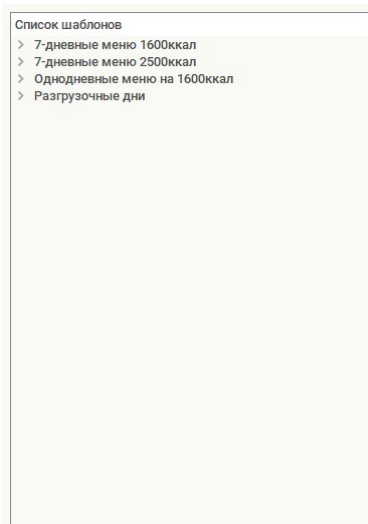 Список шаблонов
7-дневные меню 1600ккал
7-дневные меню 2500ккал
Однодневные меню на 1600ккал
Разгрузочные дни